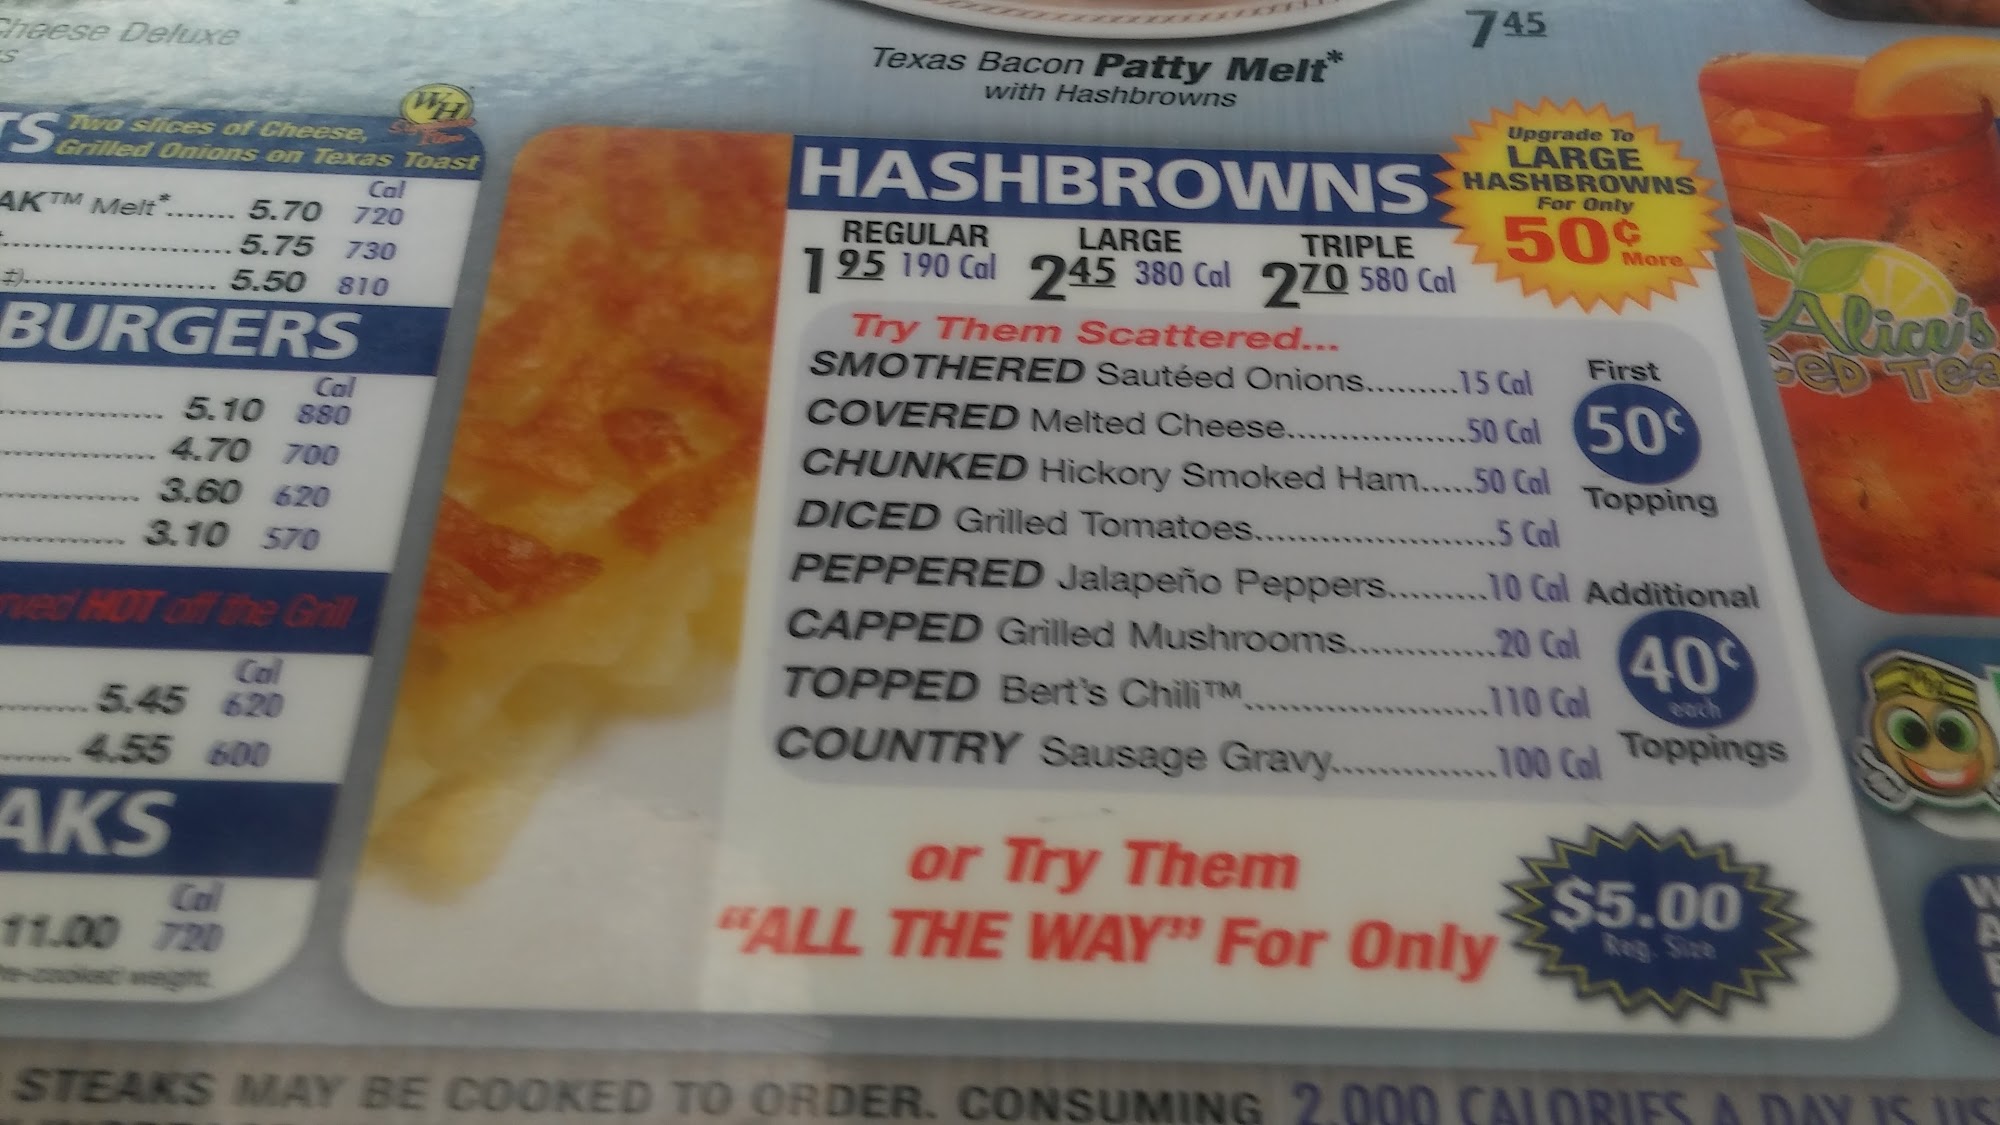 Cheese Deluxe
7 45
Texas Bacon Patty Melt*
with Hashbrowns
WH
TS Two slices of Cheese,
Grilled Onions on Texas Toast
Cal
AK™ Melt*....... 5.70 720
..................... 5.75 730
‡)................... 5.50 810
BURGERS
Cal
................ 5.10 880
.................. 4.70 700
............... 3.60 620
.............. 3.10 570
HOT off the Grill
Cal
......... 5.45 620
....... 4.55 600
AKS
Cal
11.00 720
weight.
HASHBROWNS
Upgrade To
LARGE
HASHBROWNS
For Only
50¢
More
REGULAR LARGE TRIPLE
1 95 190 Cal 2 45 380 Cal 2 70 580 Cal
Try Them Scattered...
SMOTHERED Sautéed Onions.........15 Cal
COVERED Melted Cheese.................50 Cal
CHUNKED Hickory Smoked Ham.....50 Cal
DICED Grilled Tomatoes.......................5 Cal
PEPPERED Jalapeño Peppers.........10 Cal
CAPPED Grilled Mushrooms..............20 Cal
TOPPED Bert's Chili™.......................110 Cal
COUNTRY Sausage Gravy...............100 Cal
First
50¢
Topping
Additional
40¢
each
Toppings
or Try Them
"ALL THE WAY" For Only
$5.00
Reg. Size
Alice's
ICED Tea
STEAKS MAY BE COOKED TO ORDER. CONSUMING 2,000 CALORIES A DAY IS